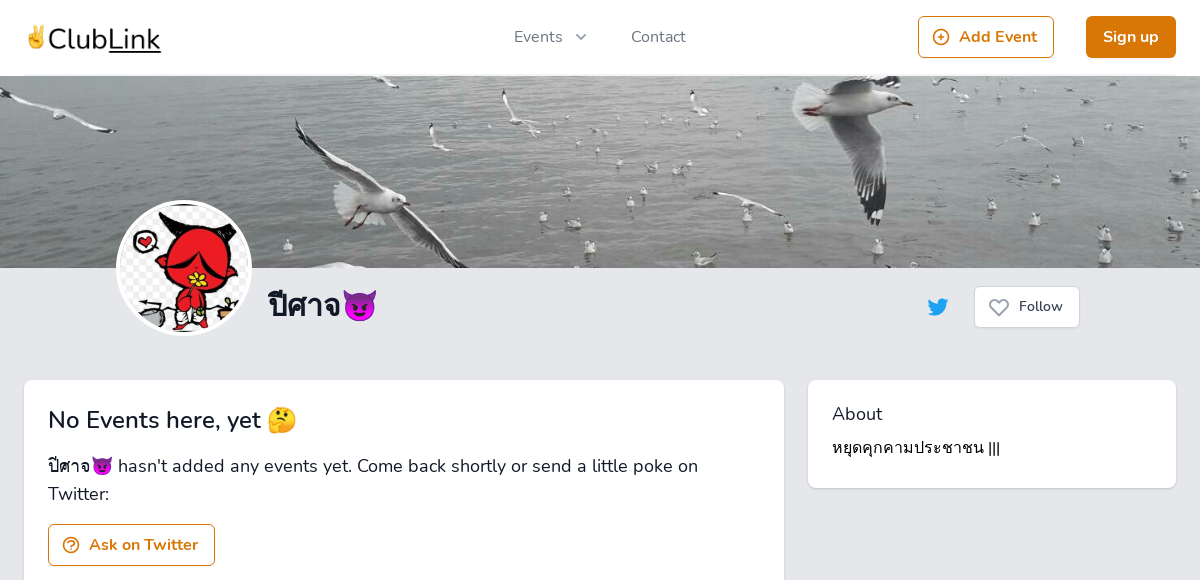 ✌️ClubLink
Events
Contact
Add Event
Sign up
ปีศาจ😈
Follow
No Events here, yet 🤔
ปีศาจ😈 hasn't added any events yet. Come back shortly or send a little poke on
Twitter:
Ask on Twitter
About
หยุดคุกคามประชาชน |||